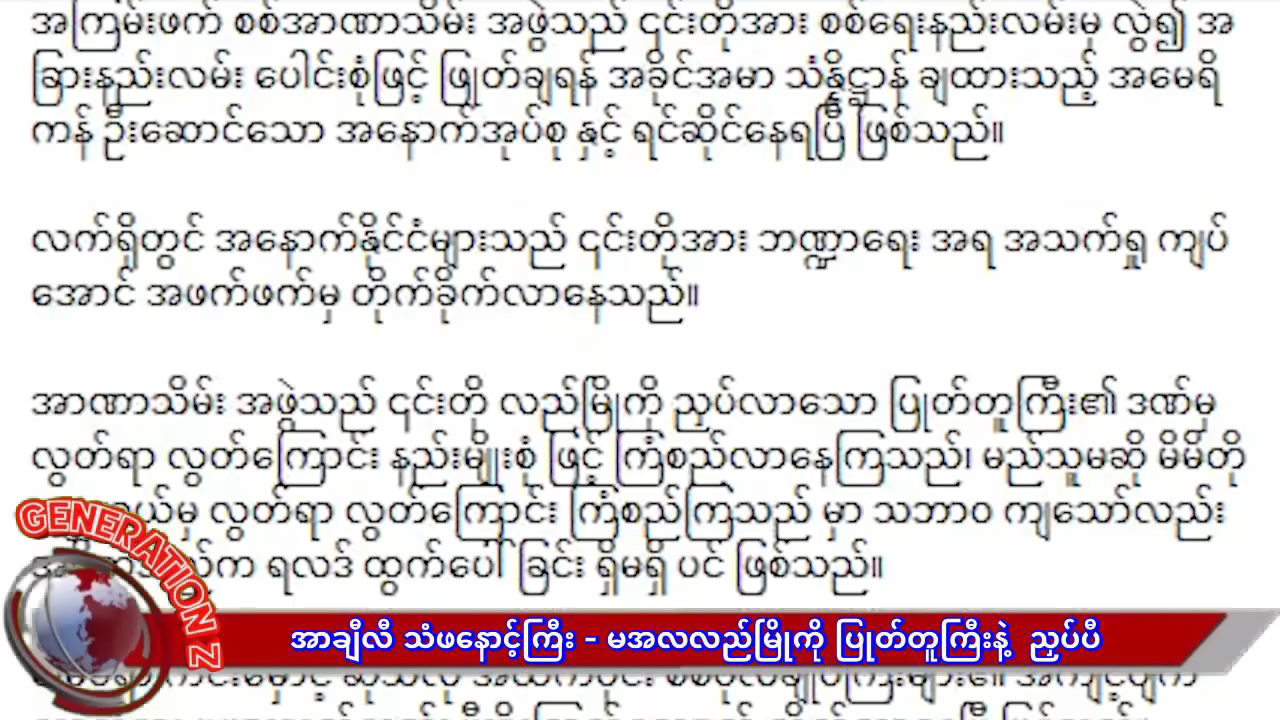 အကြမ်းဖက် စစ်အာဏာသိမ်း အဖွဲ့သည် ၎င်းတို့အား စစ်ရေးနည်းလမ်းမှ လွဲ၍ အ
ခြားနည်းလမ်း ပေါင်းစုံဖြင့် ဖြုတ်ချရန် အခိုင်အမာ သံန္နိဋ္ဌာန် ချထားသည့် အမေရိ
ကန် ဦးဆောင်သော အနောက်အုပ်စု နှင့် ရင်ဆိုင်နေရပြီ ဖြစ်သည်။
လက်ရှိတွင် အနောက်နိုင်ငံများသည် ၎င်းတို့အား ဘဏ္ဍာရေး အရ အသက်ရှူ ကျပ်
အောင် အဖက်ဖက်မှ တိုက်ခိုက်လာနေသည်။
အာဏာသိမ်း အဖွဲ့သည် ၎င်းတို့ လည်မြိုကို ညှပ်လာသော ပြုတ်တူကြီး၏ ဒဏ်မှ
လွတ်ရာ လွတ်ကြောင်း နည်းမျိုးစုံ ဖြင့် ကြံစည်လာနေကြသည်၊ မည်သူမဆို မိမိတို့
လွတ်ရာ လွတ်ကြောင်း ကြံစည်ကြသည် မှာ သဘာဝ ကျသော်လည်း
ရလဒ် ထွက်ပေါ် ခြင်း ရှိမရှိ ပင် ဖြစ်သည်။
GENERATION Z
အာချီလီ သံဖနောင့်ကြီး - မအလလည်မြိုကို ပြုတ်တူကြီးနဲ့ ညှပ်ပီ